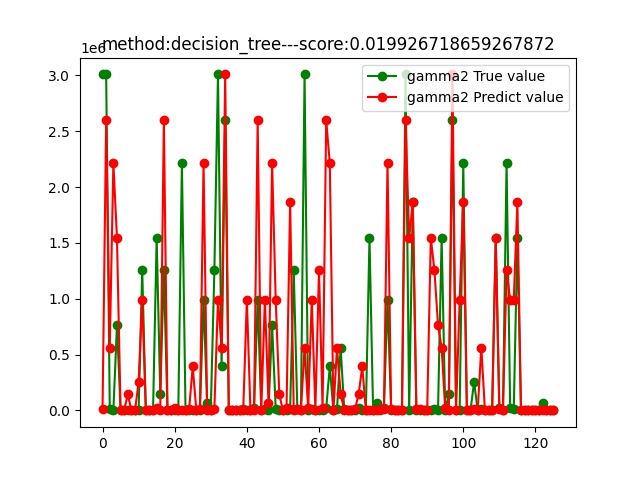 1e6
method:decision_tree---score:0.019926718659267872
gamma2 True value
gamma2 Predict value
3.0
2.5
2.0
1.5
1.0
0.5
0.0
0 20 40 60 80 100 120